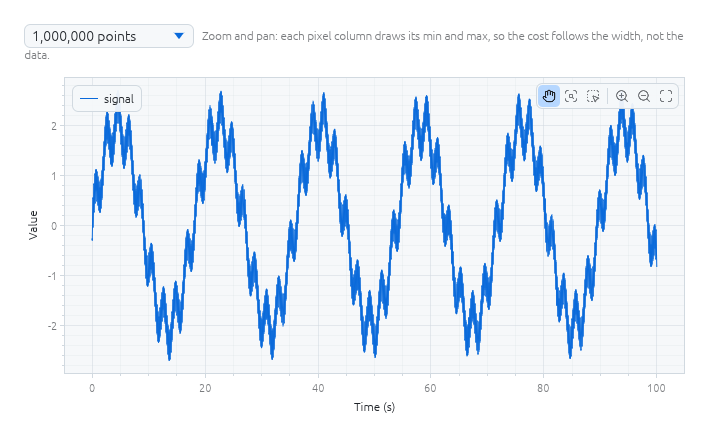 1,000,000 points
Zoom and pan: each pixel column draws its min and max, so the cost follows the width, not the
data.
signal
2
1
0
-1
-2
Value
0 20 40 60 80 100
Time (s)